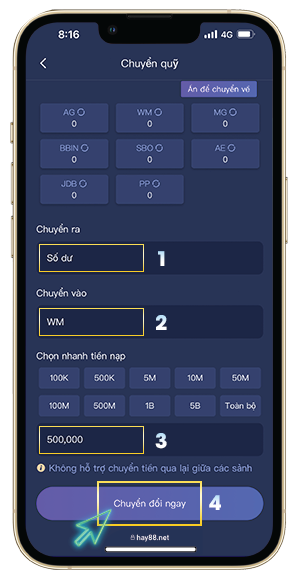 8:16 4G
Chuyển quỹ
Ấn để chuyển về
AG WM MG
0 0 0
BBIN SBO AE
0 0 0
JDB PP
0 0
Chuyển ra
Số dư 1
Chuyển vào
WM 2
Chọn nhanh tiền nạp
100K 500K 5M 10M 50M
100M 500M 1B 5B Toàn bộ
500,000 3
Không hỗ trợ chuyển tiền qua lại giữa các sảnh
Chuyển đổi ngay 4
hay88.net